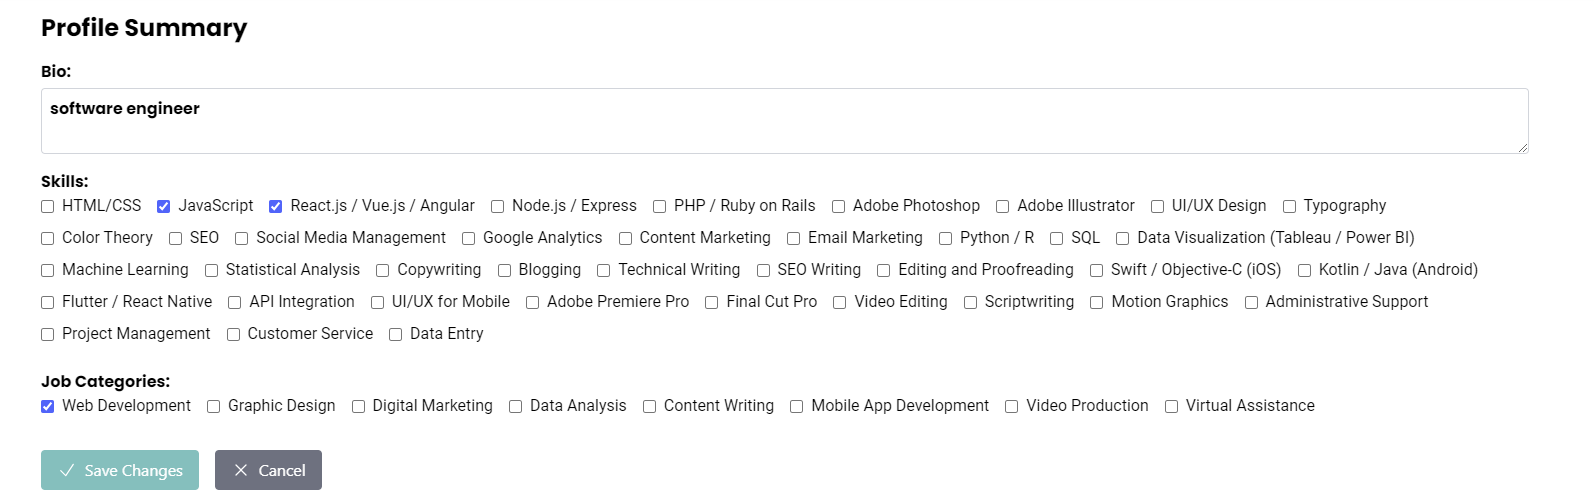 Profile Summary
Bio:
software engineer
Skills:
HTML/CSS JavaScript React.js / Vue.js / Angular Node.js / Express PHP / Ruby on Rails Adobe Photoshop Adobe Illustrator UI/UX Design Typography
Color Theory SEO Social Media Management Google Analytics Content Marketing Email Marketing Python / R SQL Data Visualization (Tableau / Power BI)
Machine Learning Statistical Analysis Copywriting Blogging Technical Writing SEO Writing Editing and Proofreading Swift / Objective-C (iOS) Kotlin / Java (Android)
Flutter / React Native API Integration UI/UX for Mobile Adobe Premiere Pro Final Cut Pro Video Editing Scriptwriting Motion Graphics Administrative Support
Project Management Customer Service Data Entry
Job Categories:
Web Development Graphic Design Digital Marketing Data Analysis Content Writing Mobile App Development Video Production Virtual Assistance
Save Changes Cancel